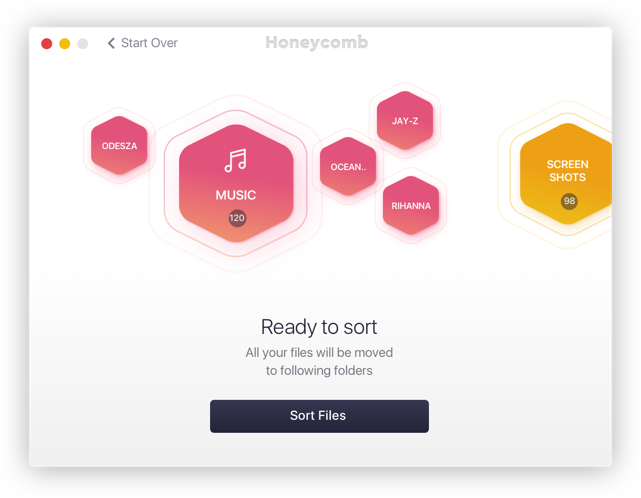 Start Over
Honeycomb
ODESZA
MUSIC
120
OCEAN..
JAY-Z
RIHANNA
SCREEN
SHOTS
98
Ready to sort
All your files will be moved
to following folders
Sort Files